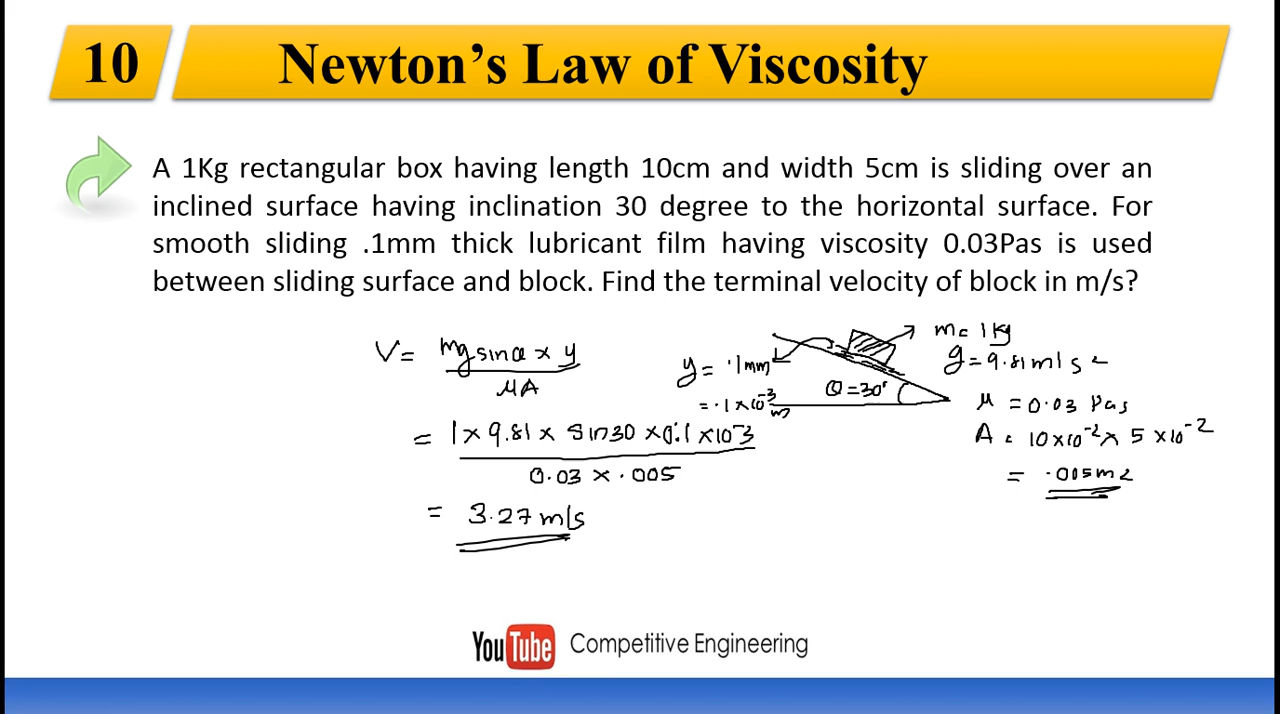 10
Newton's Law of Viscosity
A 1Kg rectangular box having length 10cm and width 5cm is sliding over an
inclined surface having inclination 30 degree to the horizontal surface. For
smooth sliding .1mm thick lubricant film having viscosity 0.03Pas is used
between sliding surface and block. Find the terminal velocity of block in m/s?
V = mg sinα × y
μA
= 1 × 9.81 × sin30 × 0.1 × 10-3
0.03 × .005
= 3.27 m/s
y = .1mm
= .1 × 10-3 m
θ = 30°
m = 1 kg
g = 9.81 m/s2
μ = 0.03 Pas
A = 10×10-2 × 5 ×10-2
= .005m2
YouTube Competitive Engineering